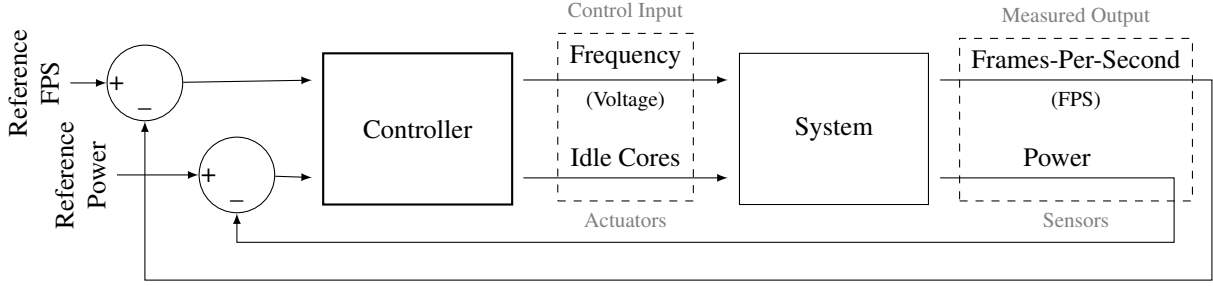 Control Input
Measured Output
Reference
FPS
+
−
Frequency
(Voltage)
Frames-Per-Second
(FPS)
Controller
System
Reference
Power
+
−
Idle Cores
Power
Actuators
Sensors